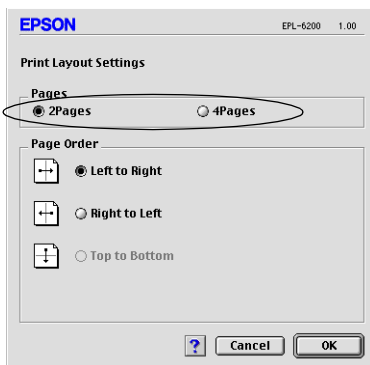 EPSON EPL-6200 1.00
Print Layout Settings
Pages
2Pages 4Pages
Page Order
Left to Right
Right to Left
Top to Bottom
? Cancel OK